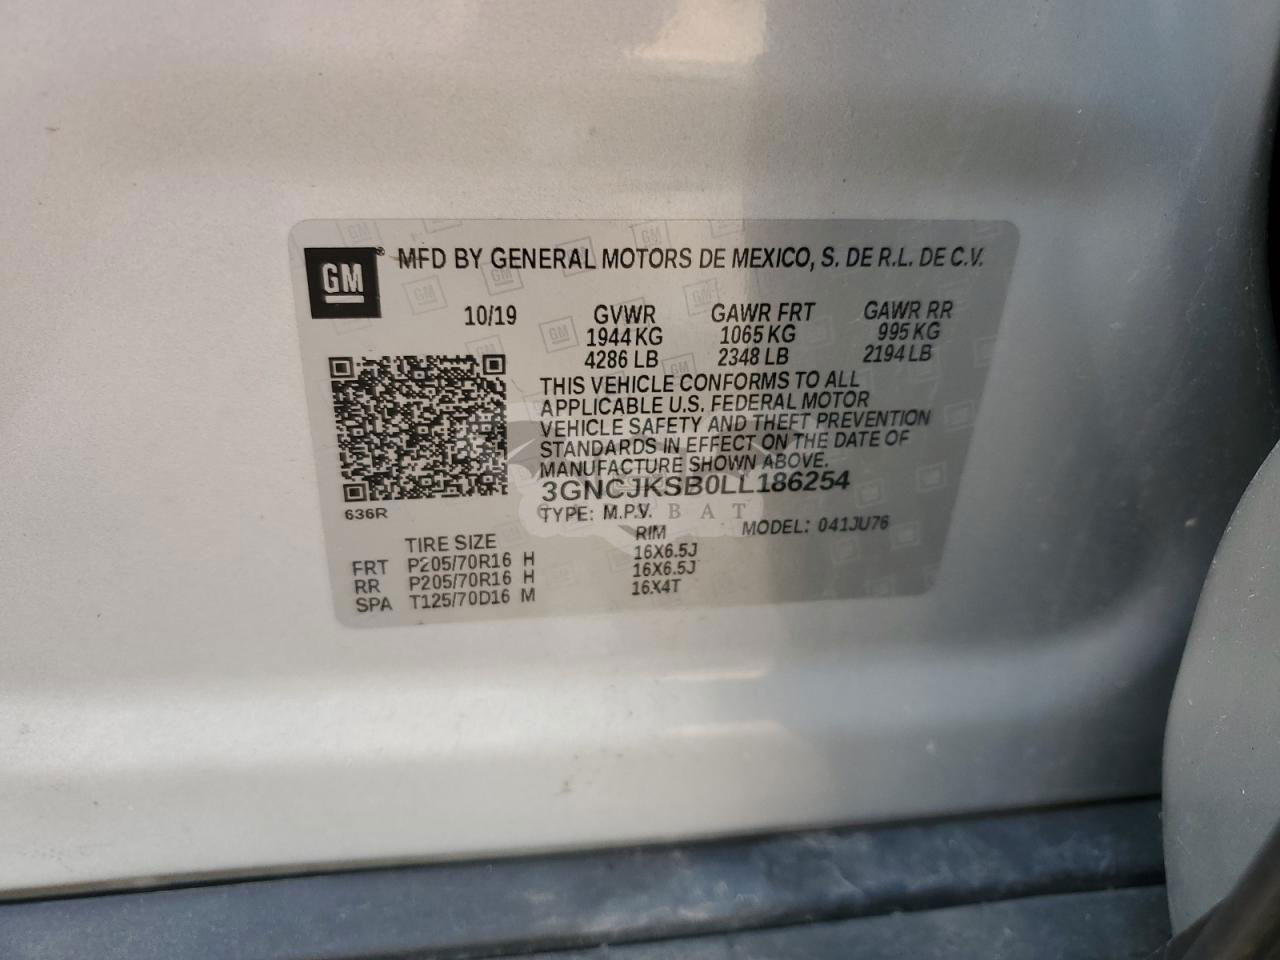 GM® MFD BY GENERAL MOTORS DE MEXICO, S. DE R.L. DE C.V.
10/19 GVWR GAWR FRT GAWR RR
1944 KG 1065 KG 995 KG
4286 LB 2348 LB 2194 LB
THIS VEHICLE CONFORMS TO ALL
APPLICABLE U.S. FEDERAL MOTOR
VEHICLE SAFETY AND THEFT PREVENTION
STANDARDS IN EFFECT ON THE DATE OF
MANUFACTURE SHOWN ABOVE.
3GNCJKSB0LL186254
636R TYPE: M.P.V. MODEL: 041JU76
TIRE SIZE RIM
FRT P205/70R16 H 16X6.5J
RR P205/70R16 H 16X6.5J
SPA T125/70D16 M 16X4T